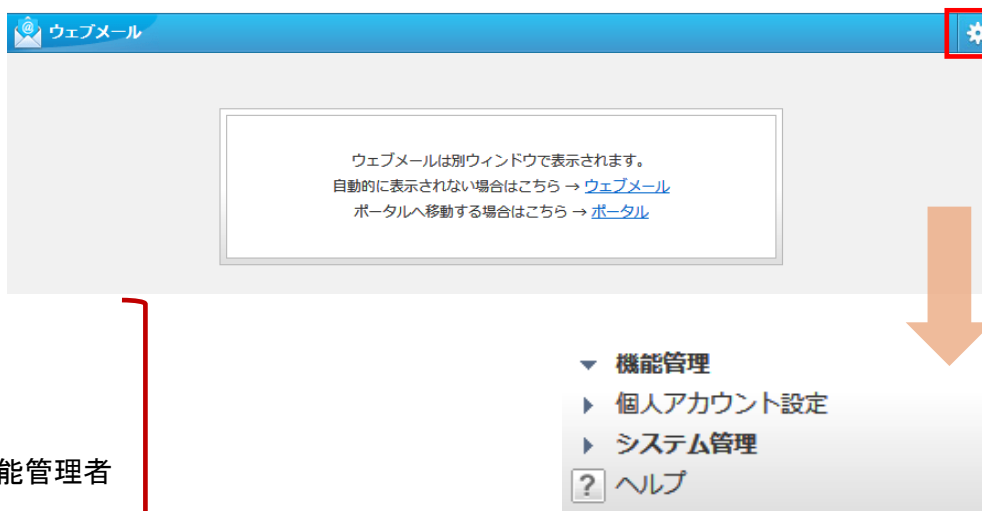 ウェブメール
ウェブメールは別ウィンドウで表示されます。
自動的に表示されない場合はこちら → ウェブメール
ポータルへ移動する場合はこちら → ポータル
機能管理
個人アカウント設定
システム管理
? ヘルプ
能管理者